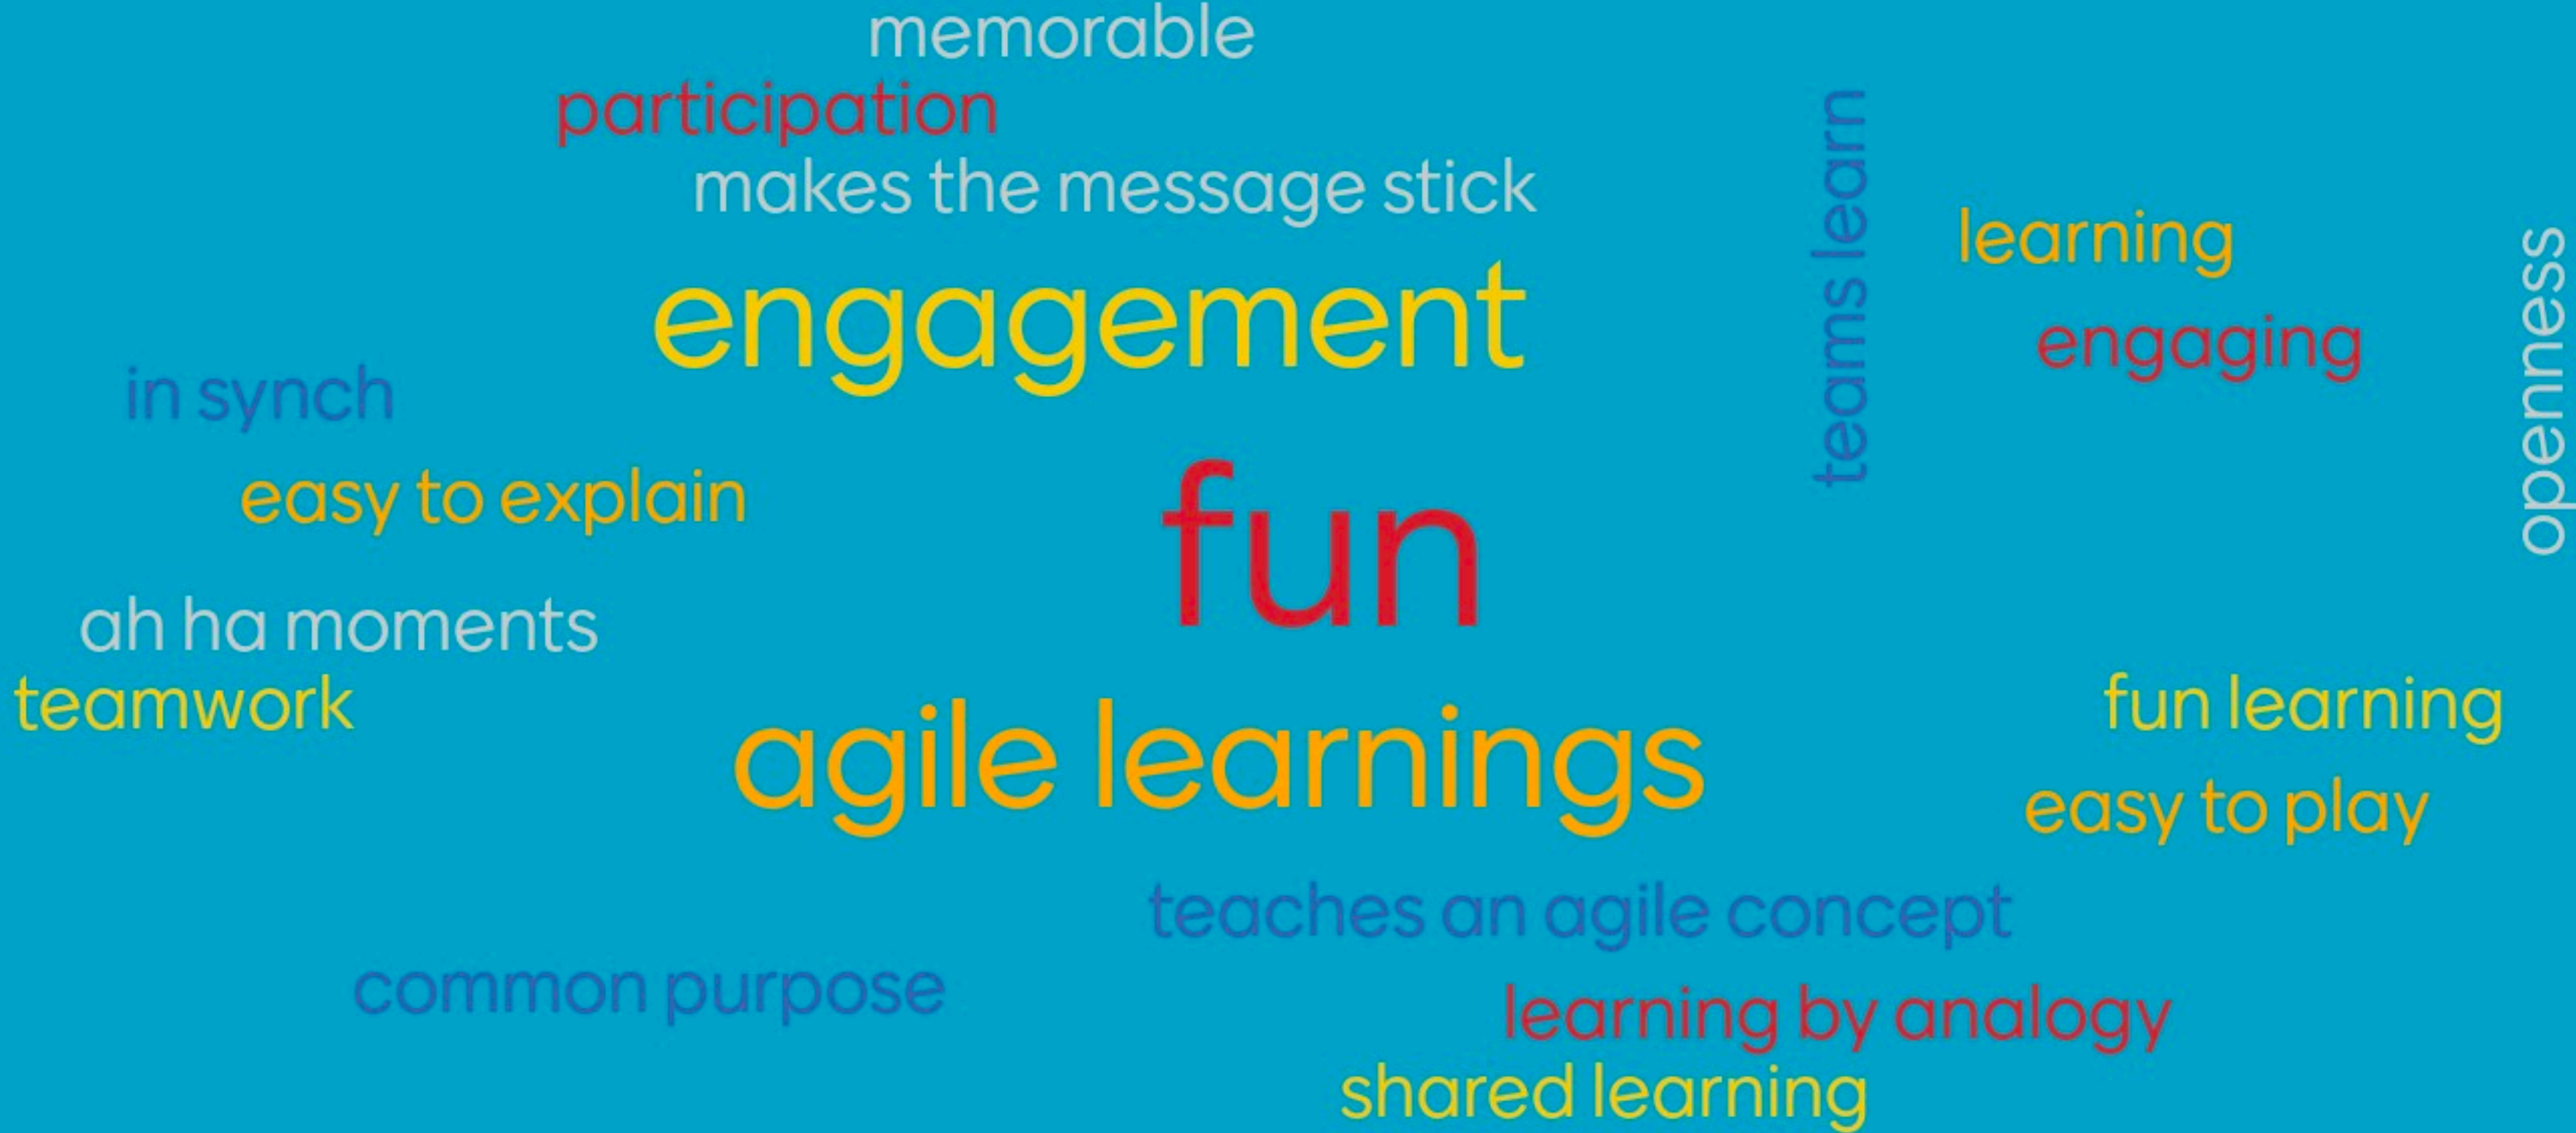 memorable
participation
makes the message stick
teams learn
learning
openness
engagement
engaging
in synch
easy to explain
fun
ah ha moments
teamwork
fun learning
agile learnings
easy to play
teaches an agile concept
common purpose
learning by analogy
shared learning